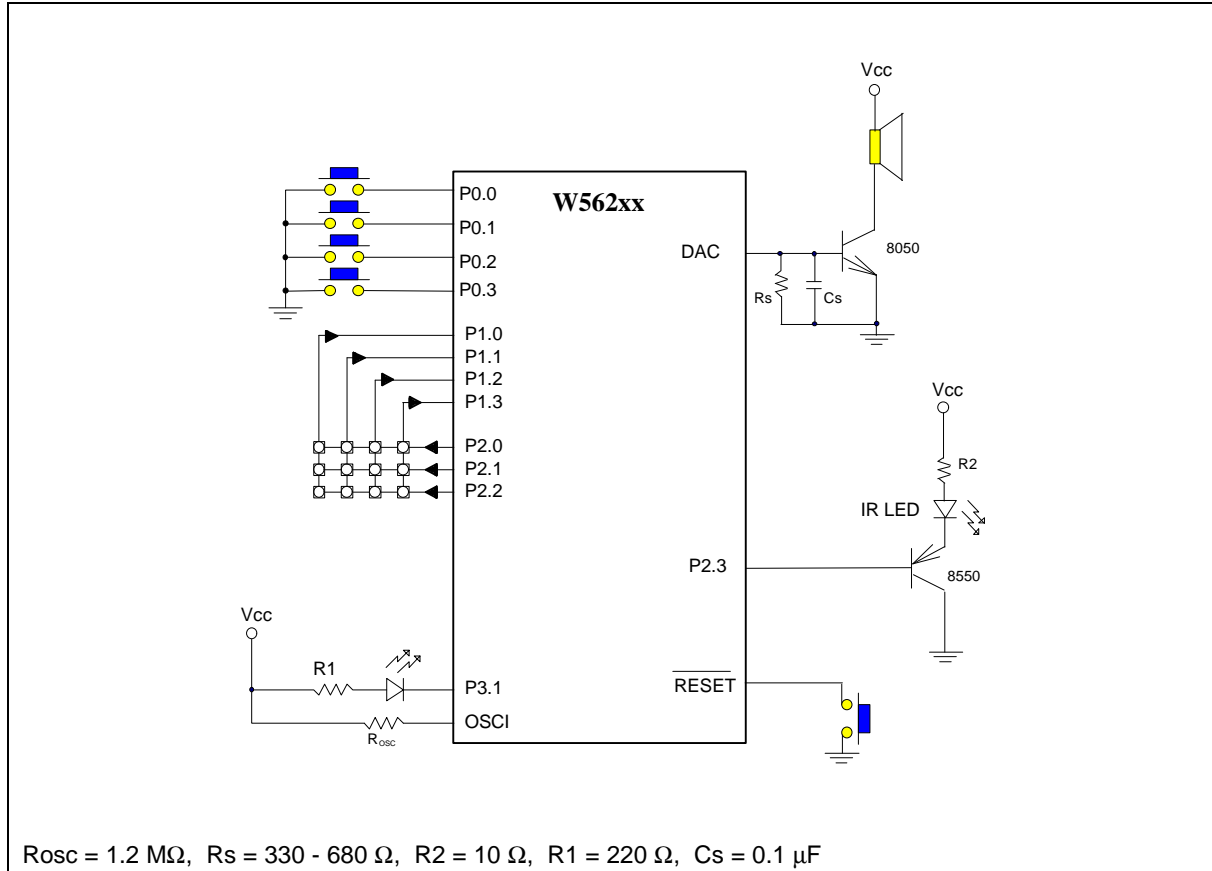 Vcc
W562xx
P0.0
P0.1
P0.2
P0.3
DAC
8050
Rs
Cs
P1.0
P1.1
P1.2
P1.3
P2.0
P2.1
P2.2
Vcc
R2
IR LED
P2.3
8550
Vcc
R1
P3.1
RESET
OSCI
Rosc
Rosc = 1.2 MΩ, Rs = 330 - 680 Ω, R2 = 10 Ω, R1 = 220 Ω, Cs = 0.1 μF